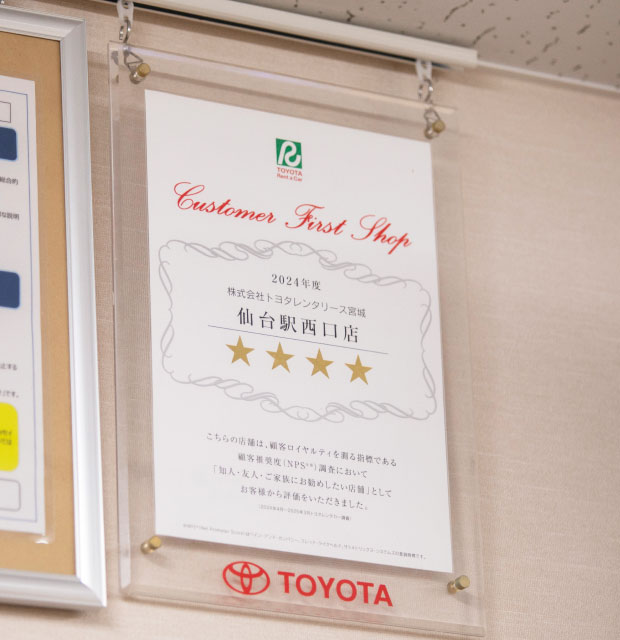 TOYOTA
Rent a Car
Customer First Shop
2024年度
株式会社トヨタレンタリース宮城
仙台駅西口店
こちらの店舗は、顧客ロイヤルティを測る指標である
顧客推奨度(NPS®*)調査において
「知人・友人・ご家族にお勧めしたい店舗」として
お客様から評価をいただきました。
TOYOTA